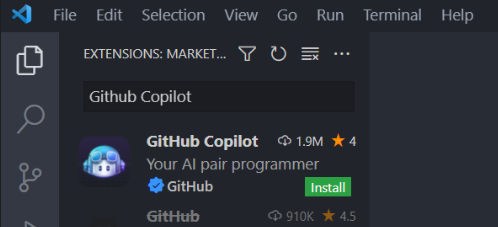 File Edit Selection View Go Run Terminal Help
EXTENSIONS: MARKET...
Github Copilot
GitHub Copilot 1.9M 4
Your AI pair programmer
GitHub Install
GitHub 910K 4.5